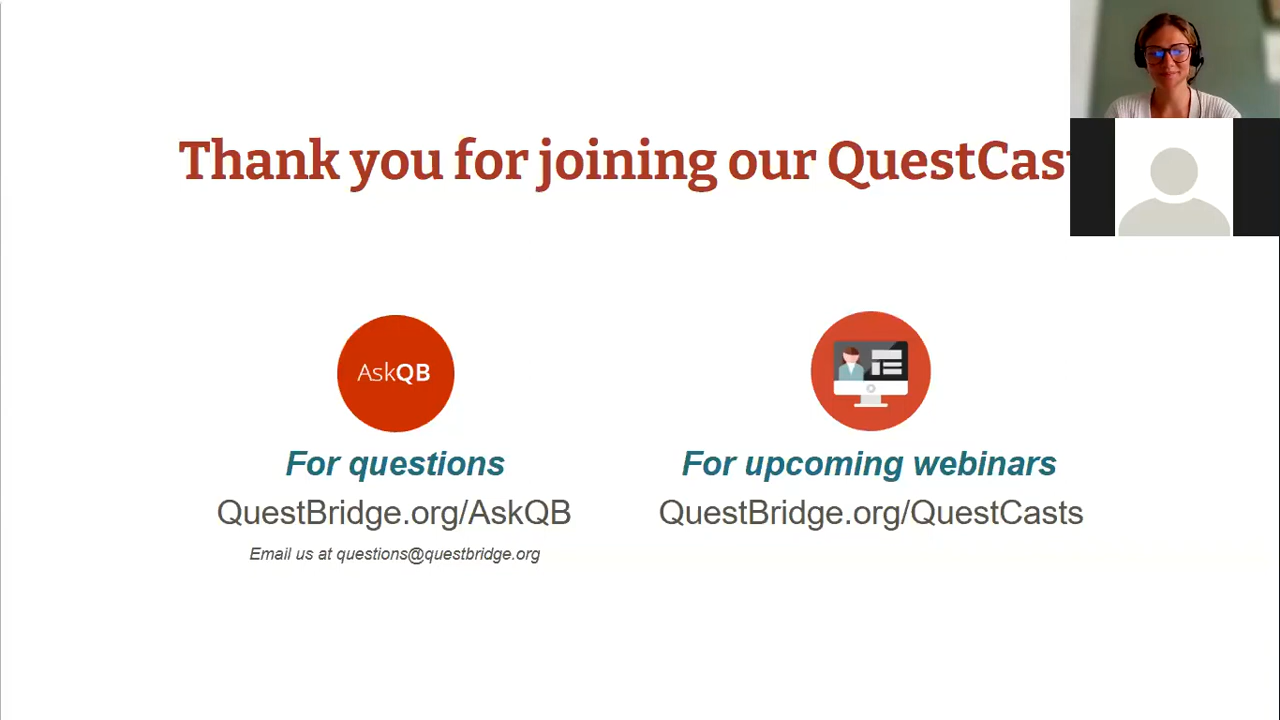 Thank you for joining our QuestCast
AskQB
For questions
QuestBridge.org/AskQB
Email us at questions@questbridge.org
For upcoming webinars
QuestBridge.org/QuestCasts